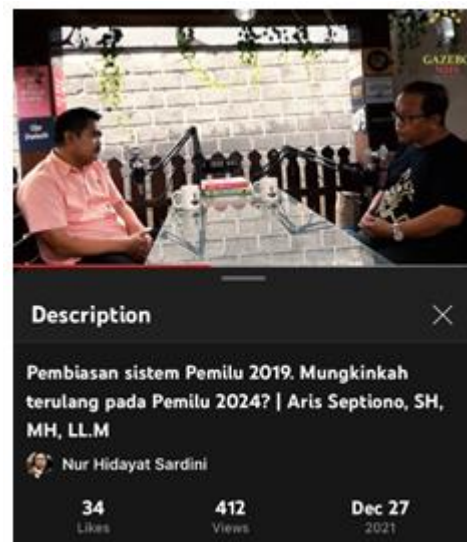 GAZEBO
Description
Pembiasan sistem Pemilu 2019. Mungkinkah
terulang pada Pemilu 2024? | Aris Septiono, SH,
MH, LL.M
Nur Hidayat Sardini
34 412 Dec 27
Likes Views 2021